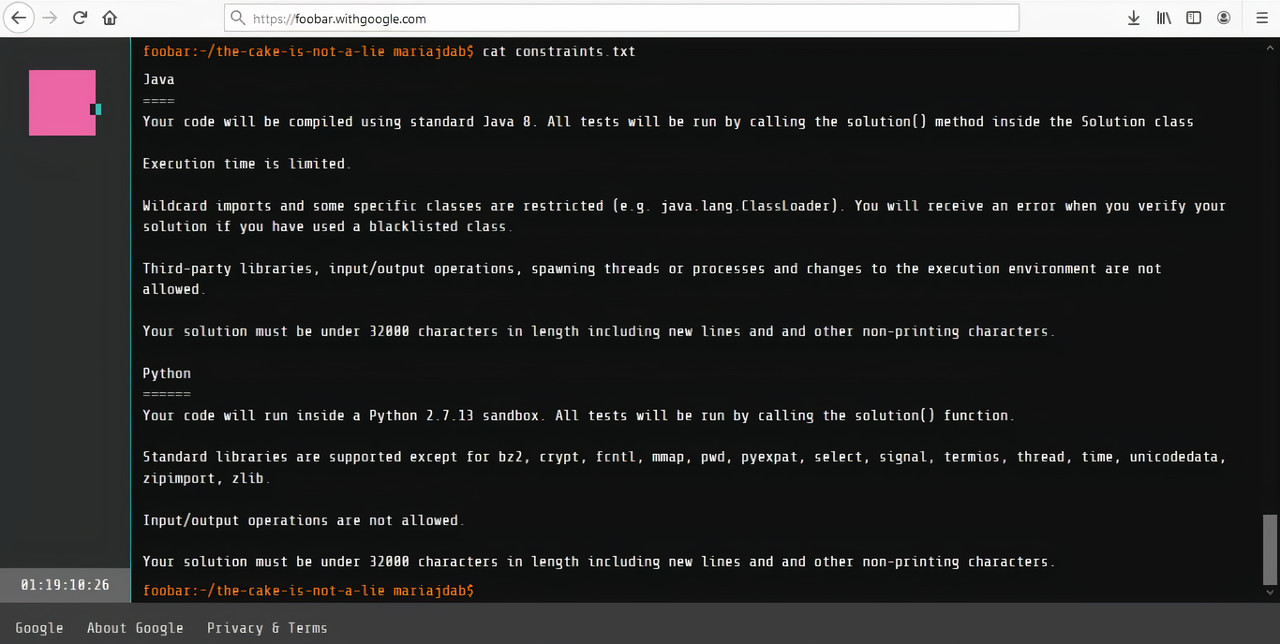 https://foobar.withgoogle.com
foobar:~/the-cake-is-not-a-lie mariajdab$ cat constraints.txt
Java
====
Your code will be compiled using standard Java 8. All tests will be run by calling the solution() method inside the Solution class
Execution time is limited.
Wildcard imports and some specific classes are restricted (e.g. java.lang.ClassLoader). You will receive an error when you verify your
solution if you have used a blacklisted class.
Third-party libraries, input/output operations, spawning threads or processes and changes to the execution environment are not
allowed.
Your solution must be under 32000 characters in length including new lines and and other non-printing characters.
Python
======
Your code will run inside a Python 2.7.13 sandbox. All tests will be run by calling the solution() function.
Standard libraries are supported except for bz2, crypt, fcntl, mmap, pwd, pyexpat, select, signal, termios, thread, time, unicodedata,
zipimport, zlib.
Input/output operations are not allowed.
Your solution must be under 32000 characters in length including new lines and and other non-printing characters.
01:19:10:26
foobar:~/the-cake-is-not-a-lie mariajdab$
Google About Google Privacy & Terms